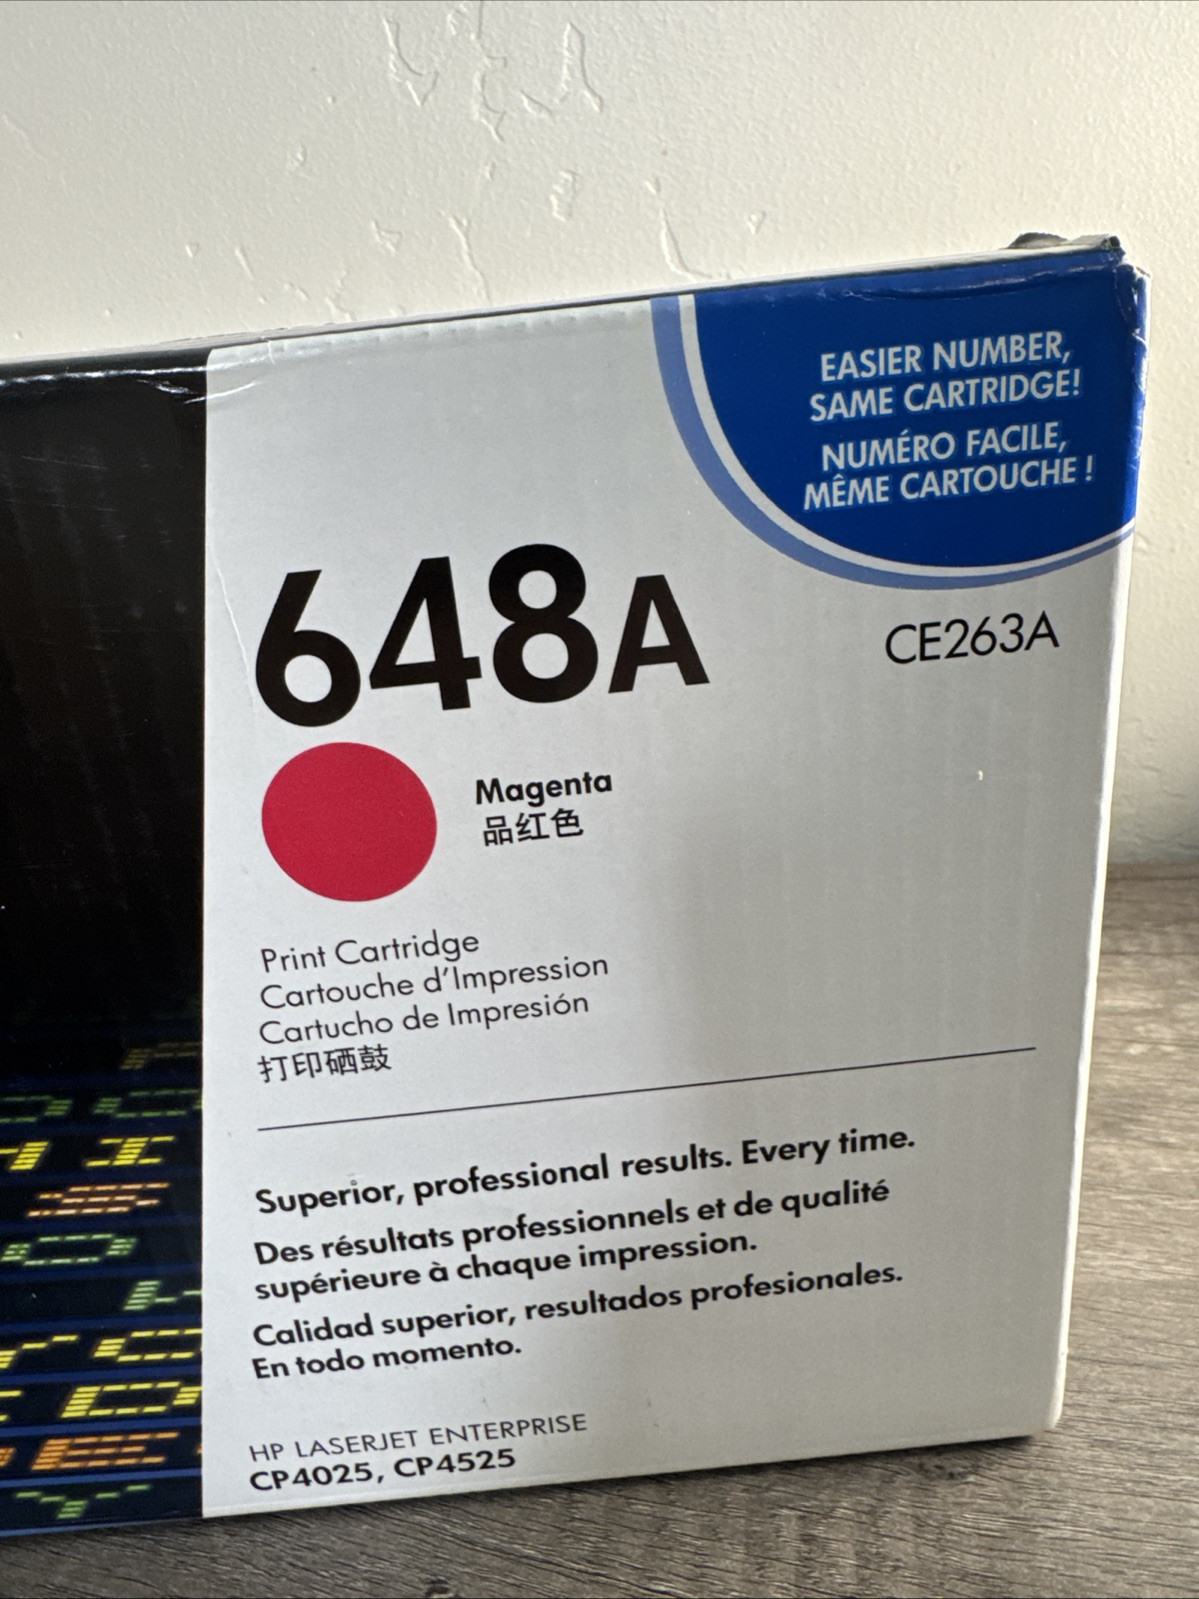 EASIER NUMBER,
SAME CARTRIDGE!
NUMÉRO FACILE,
MÊME CARTOUCHE !
648A
CE263A
Magenta
品红色
Print Cartridge
Cartouche d'Impression
Cartucho de Impresión
打印硒鼓
Superior, professional results. Every time.
Des résultats professionnels et de qualité
supérieure à chaque impression.
Calidad superior, resultados profesionales.
En todo momento.
HP LASERJET ENTERPRISE
CP4025, CP4525